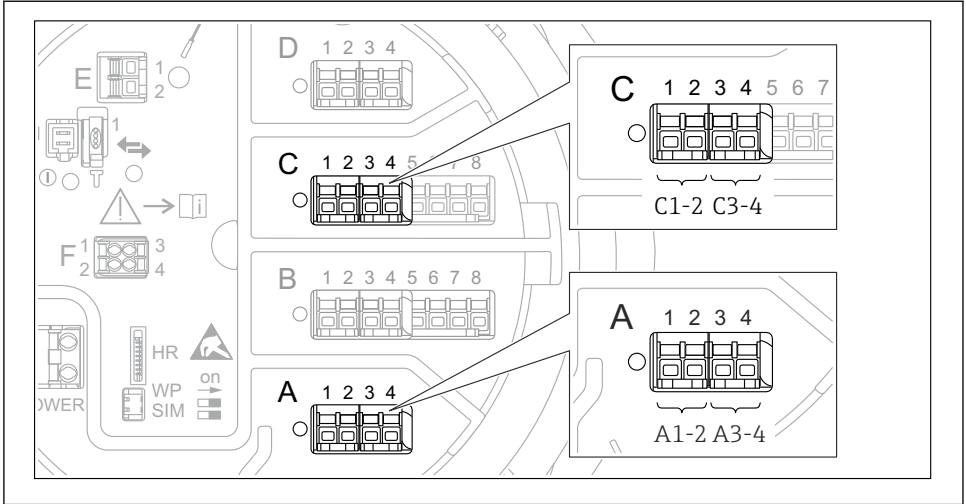 D 1 2 3 4
E 1
2
1
C 1 2 3 4 5 6 7 8
C 1 2 3 4 5 6 7
C1-2 C3-4
i
F 1 3
2 4
B 1 2 3 4 5 6 7 8
A 1 2 3 4
A1-2 A3-4
HR
on
WP
SIM
OWER
A 1 2 3 4